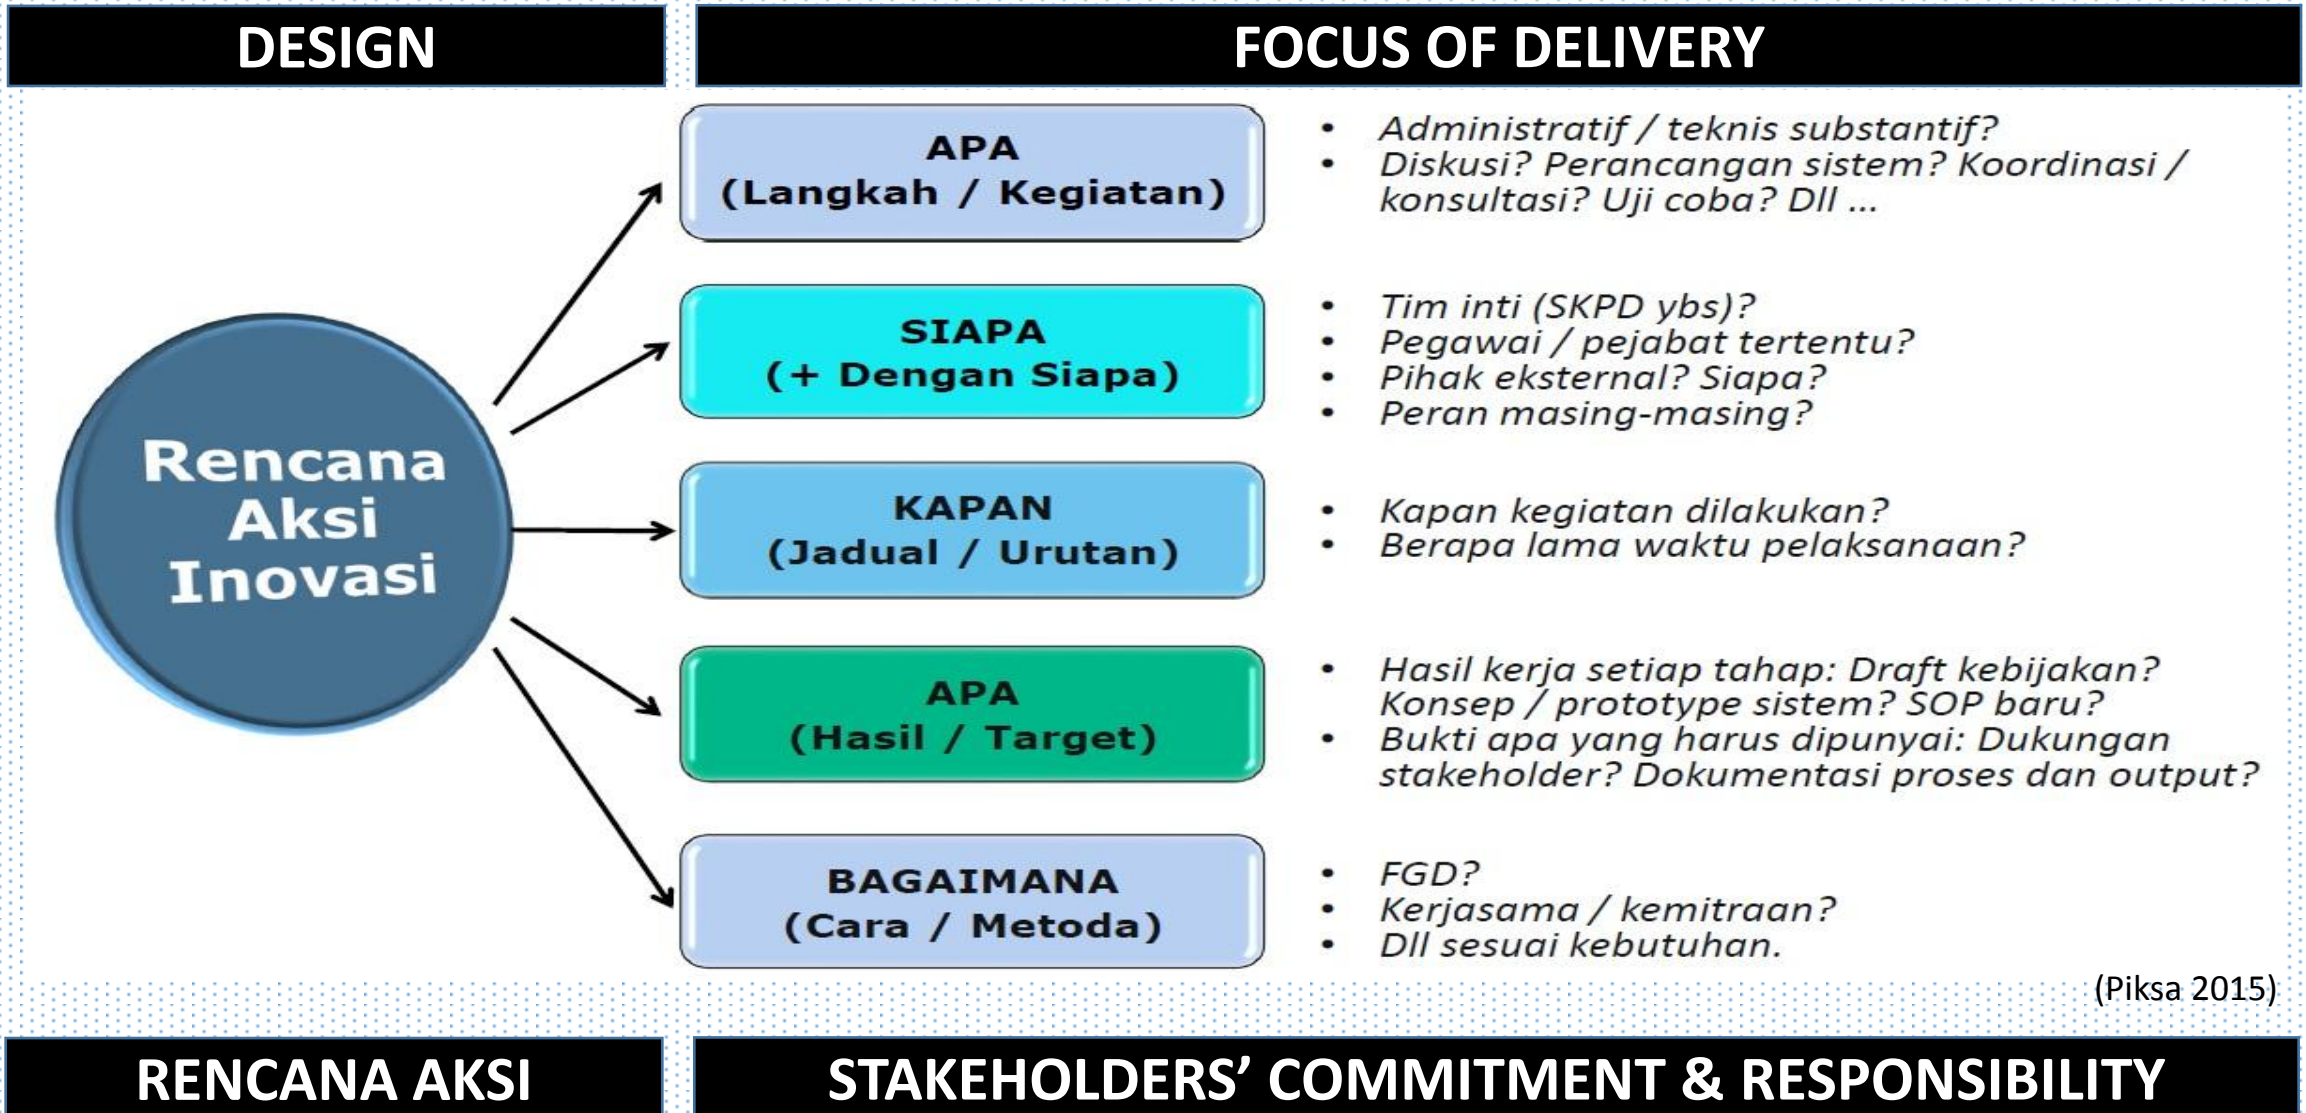 DESIGN
FOCUS OF DELIVERY
Rencana
Aksi
Inovasi
APA
(Langkah / Kegiatan)
• Administratif / teknis substantif?
• Diskusi? Perancangan sistem? Koordinasi /
konsultasi? Uji coba? Dll ...
SIAPA
(+ Dengan Siapa)
• Tim inti (SKPD ybs)?
• Pegawai / pejabat tertentu?
• Pihak eksternal? Siapa?
• Peran masing-masing?
KAPAN
(Jadual / Urutan)
• Kapan kegiatan dilakukan?
• Berapa lama waktu pelaksanaan?
APA
(Hasil / Target)
• Hasil kerja setiap tahap: Draft kebijakan?
Konsep / prototype sistem? SOP baru?
• Bukti apa yang harus dipunyai: Dukungan
stakeholder? Dokumentasi proses dan output?
BAGAIMANA
(Cara / Metoda)
• FGD?
• Kerjasama / kemitraan?
• Dll sesuai kebutuhan.
(Piksa 2015)
RENCANA AKSI
STAKEHOLDERS’ COMMITMENT & RESPONSIBILITY